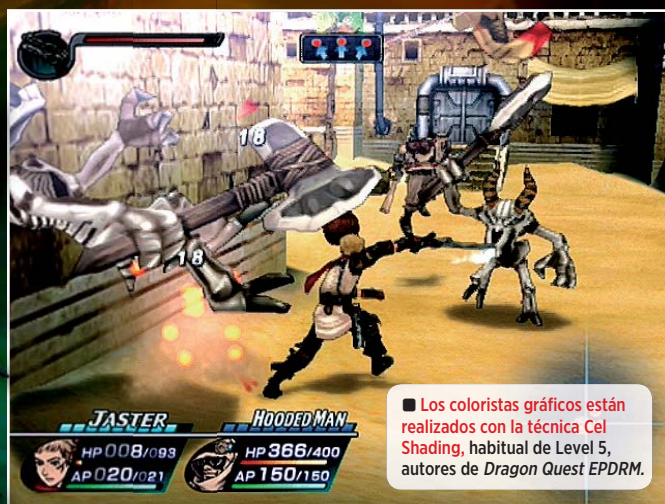 18
18
JASTER
HOODED MAN
HP 008/093
HP 366/400
AP 020/021
AP 150/150
■ Los coloristas gráficos están
realizados con la técnica Cel
Shading, habitual de Level 5,
autores de Dragon Quest EPDRM.